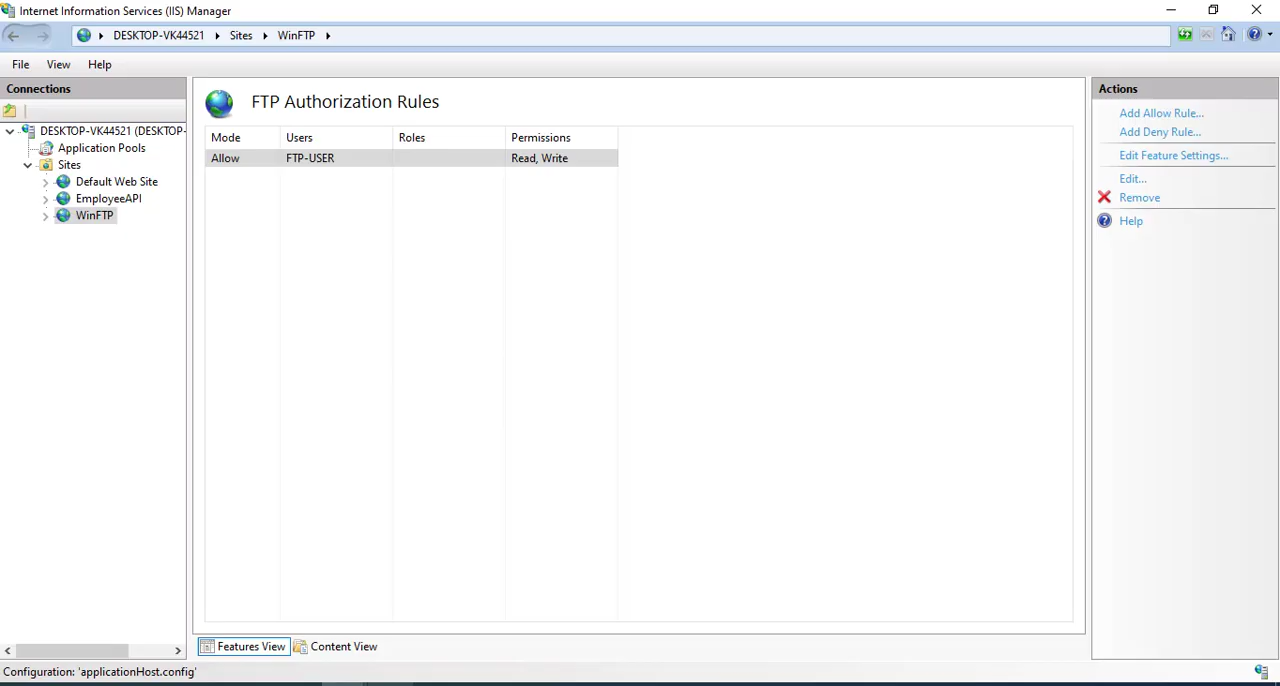 Internet Information Services (IIS) Manager
DESKTOP-VK44521 Sites WinFTP
File View Help
Connections
DESKTOP-VK44521 (DESKTOP-
Application Pools
Sites
Default Web Site
EmployeeAPI
WinFTP
FTP Authorization Rules
Mode Users Roles Permissions
Allow FTP-USER Read, Write
Features View Content View
Actions
Add Allow Rule...
Add Deny Rule...
Edit Feature Settings...
Edit...
Remove
Help
Configuration: 'applicationHost.config'